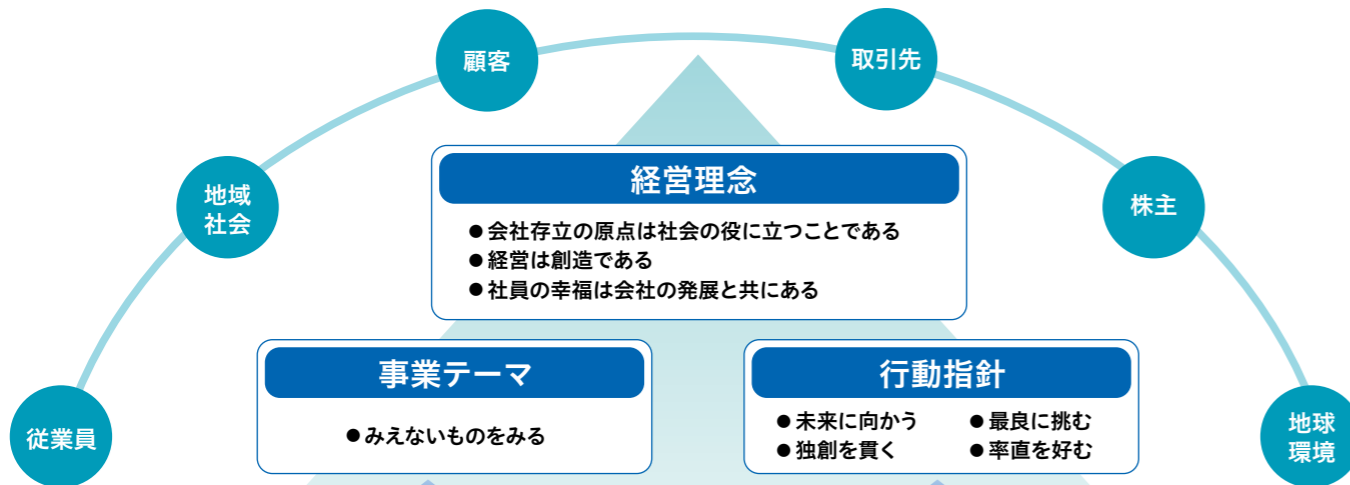 顧客
取引先
地域
社会
株主
従業員
地球
環境
経営理念
●会社存立の原点は社会の役に立つことである
●経営は創造である
●社員の幸福は会社の発展と共にある
事業テーマ
●みえないものをみる
行動指針
●未来に向かう ●最良に挑む
●独創を貫く ●率直を好む